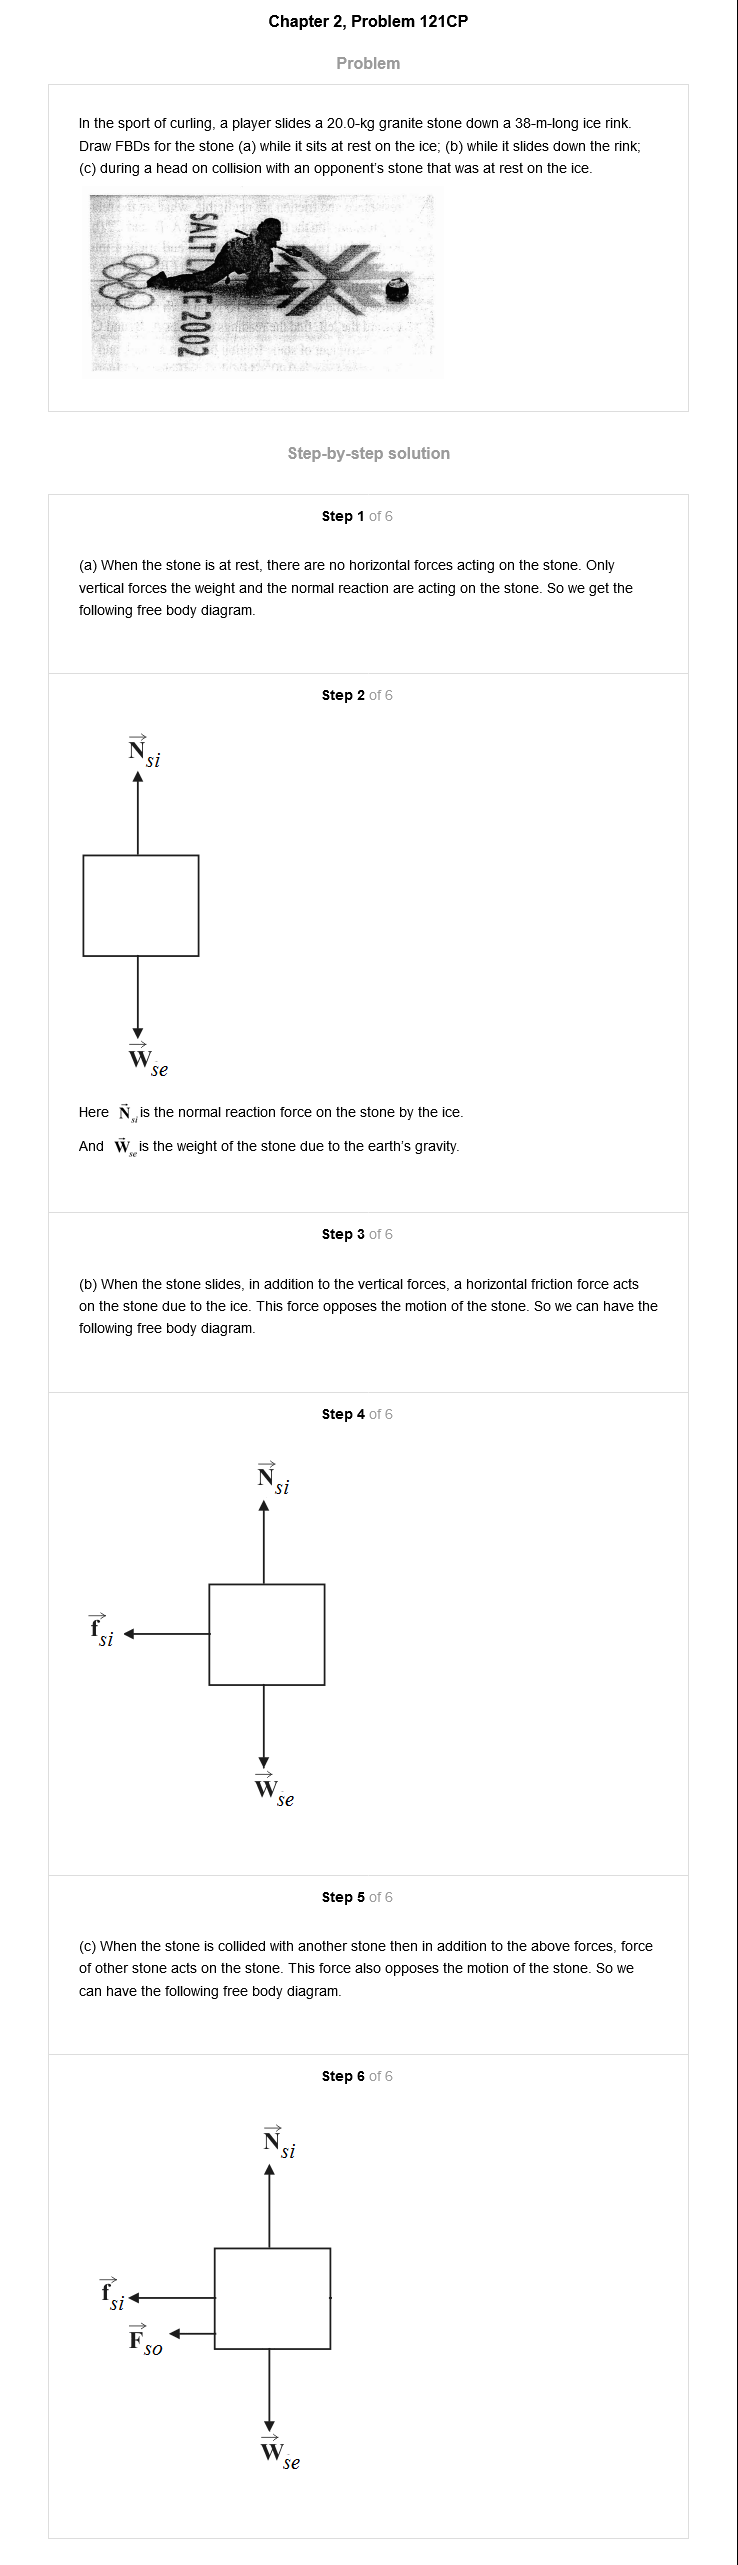 Chapter 2, Problem 121CP
Problem
In the sport of curling, a player slides a 20.0-kg granite stone down a 38-m-long ice rink.
Draw FBDs for the stone (a) while it sits at rest on the ice; (b) while it slides down the rink;
(c) during a head on collision with an opponent's stone that was at rest on the ice.
SALT L E 2002
Step-by-step solution
Step 1 of 6
(a) When the stone is at rest, there are no horizontal forces acting on the stone. Only
vertical forces the weight and the normal reaction are acting on the stone. So we get the
following free body diagram.
Step 2 of 6
N⃗ si
W⃗ se
Here N⃗ si is the normal reaction force on the stone by the ice.
And W⃗ se is the weight of the stone due to the earth's gravity.
Step 3 of 6
(b) When the stone slides, in addition to the vertical forces, a horizontal friction force acts
on the stone due to the ice. This force opposes the motion of the stone. So we can have the
following free body diagram.
Step 4 of 6
N⃗ si
f⃗ si
W⃗ se
Step 5 of 6
(c) When the stone is collided with another stone then in addition to the above forces, force
of other stone acts on the stone. This force also opposes the motion of the stone. So we
can have the following free body diagram.
Step 6 of 6
N⃗ si
f⃗ si
F⃗ so
W⃗ se